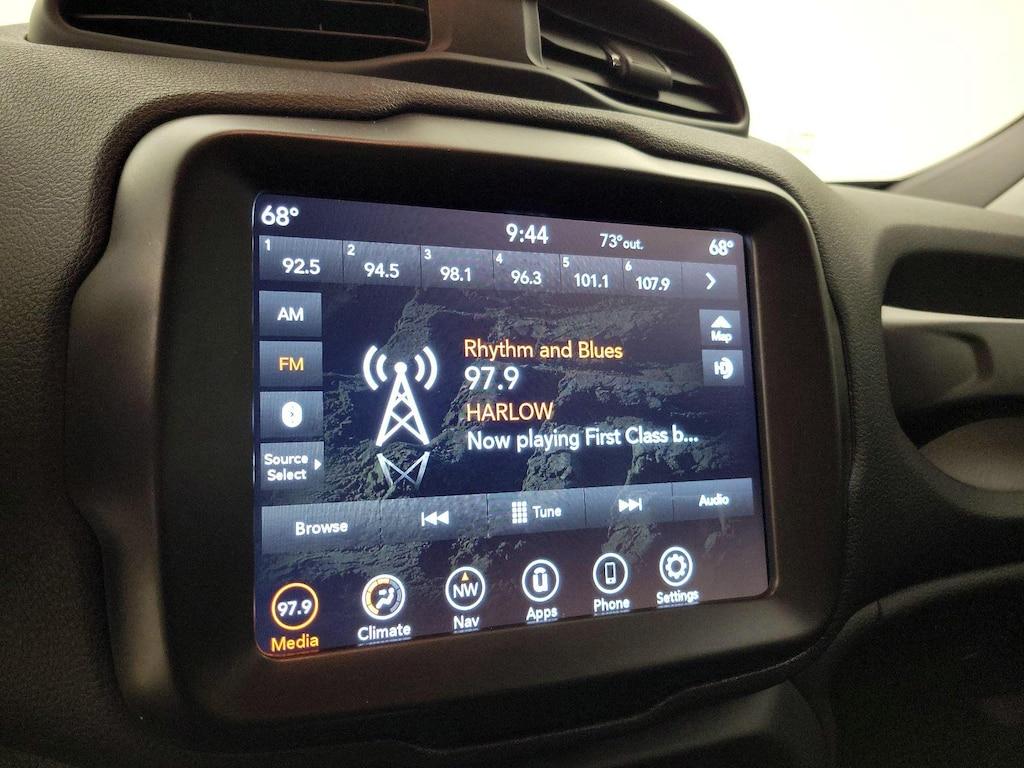 68° 9:44 73°out. 68°
1 92.5 2 94.5 3 98.1 4 96.3 5 101.1 6 107.9
AM
Map
FM
HD
Rhythm and Blues
97.9
HARLOW
Now playing First Class b...
Source
Select
Browse Tune Audio
97.9 NW
Media Climate Nav Apps Phone Settings